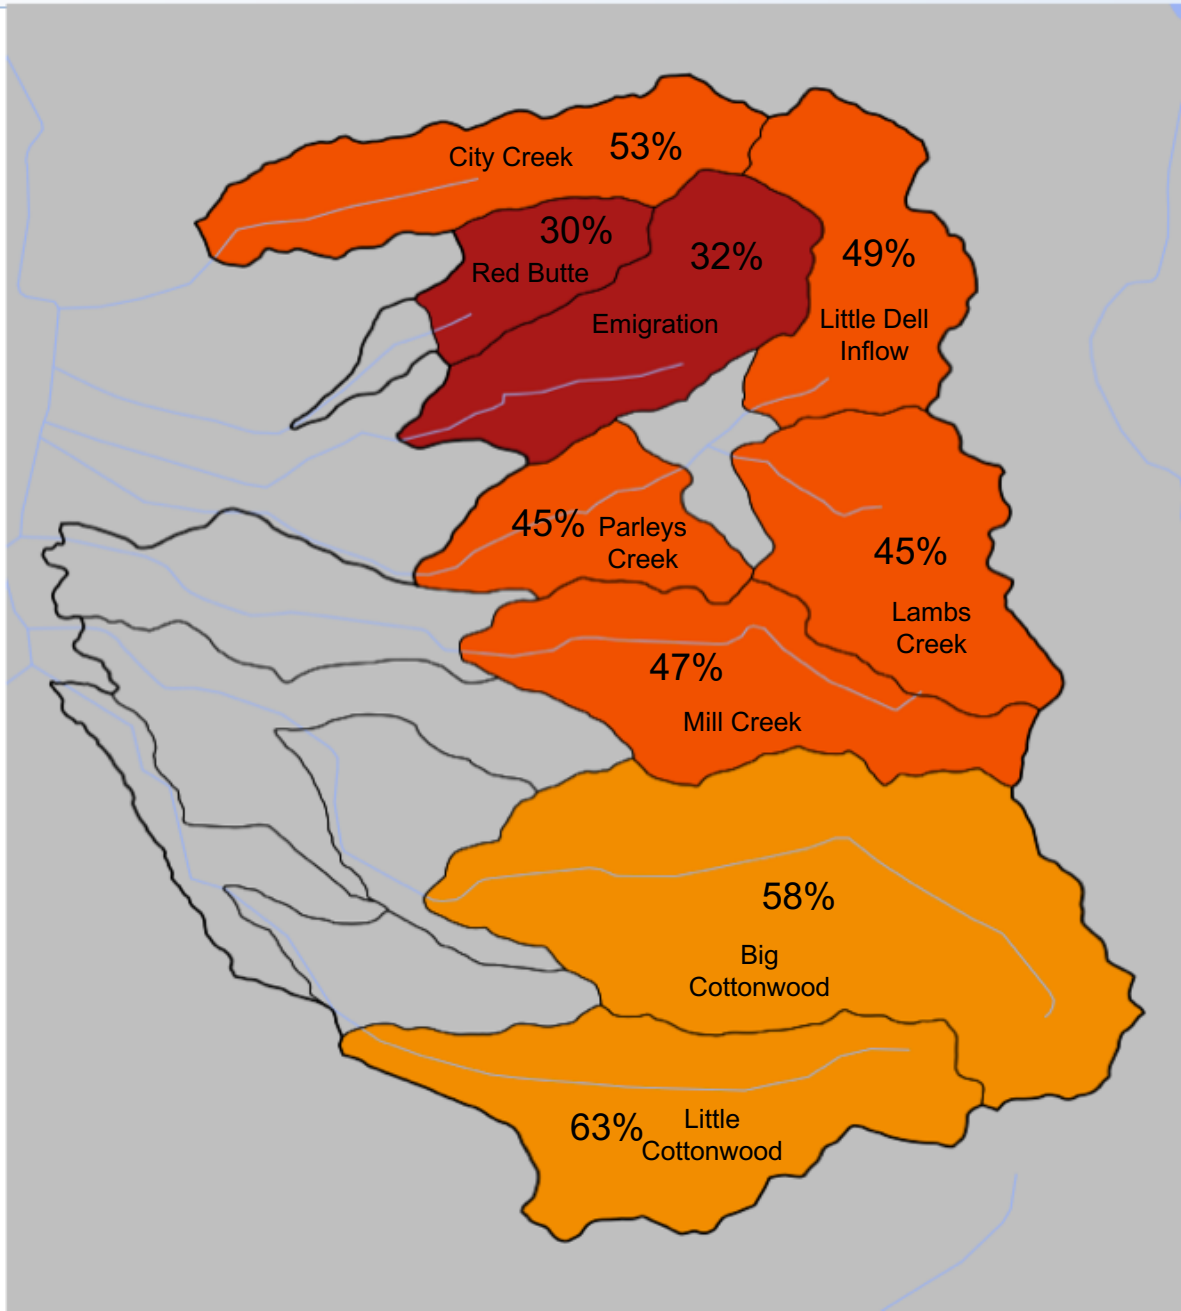 City Creek 53%
30%
Red Butte
32%
Emigration
49%
Little Dell
Inflow
45% Parleys
Creek
45%
Lambs
Creek
47%
Mill Creek
58%
Big
Cottonwood
63% Little
Cottonwood